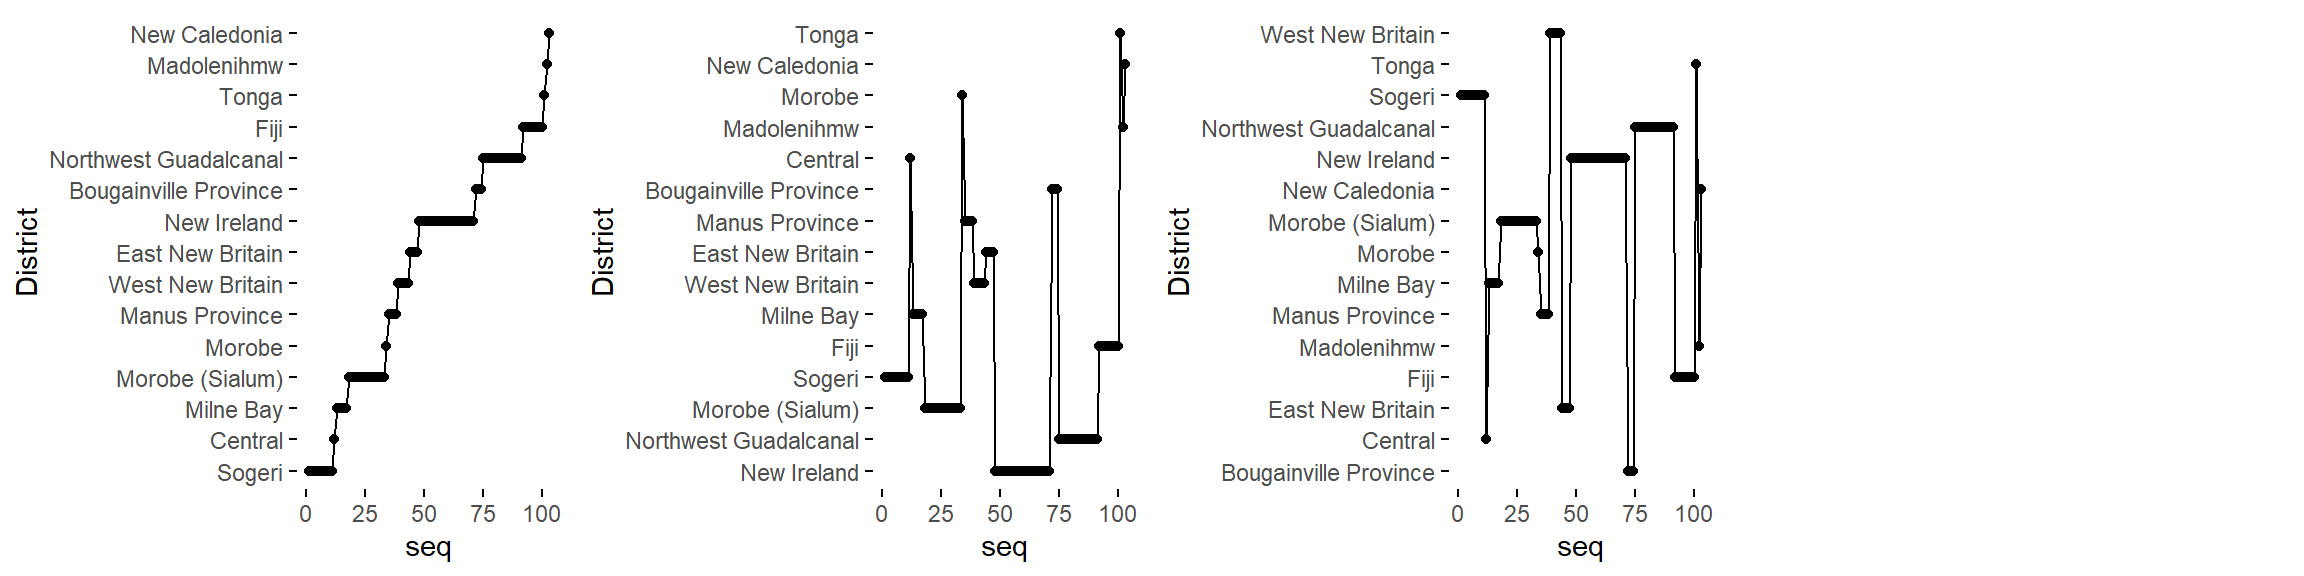 New Caledonia
Madolenihmw
Tonga
Fiji
Northwest Guadalcanal
Bougainville Province
New Ireland
East New Britain
West New Britain
Manus Province
Morobe
Morobe (Sialum)
Milne Bay
Central
Sogeri
District
0 25 50 75 100
seq
Tonga
New Caledonia
Morobe
Madolenihmw
Central
Bougainville Province
Manus Province
East New Britain
West New Britain
Milne Bay
Fiji
Sogeri
Morobe (Sialum)
Northwest Guadalcanal
New Ireland
District
0 25 50 75 100
seq
West New Britain
Tonga
Sogeri
Northwest Guadalcanal
New Ireland
New Caledonia
Morobe (Sialum)
Morobe
Milne Bay
Manus Province
Madolenihmw
Fiji
East New Britain
Central
Bougainville Province
District
0 25 50 75 100
seq